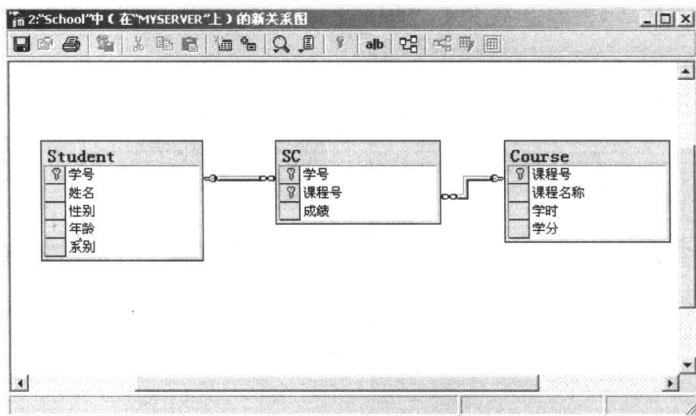 2:"School"中(在"MYSERVER"上)的新关系图
ab
Student
学号
姓名
性别
年龄
系别
SC
学号
课程号
成绩
Course
课程号
课程名称
学时
学分